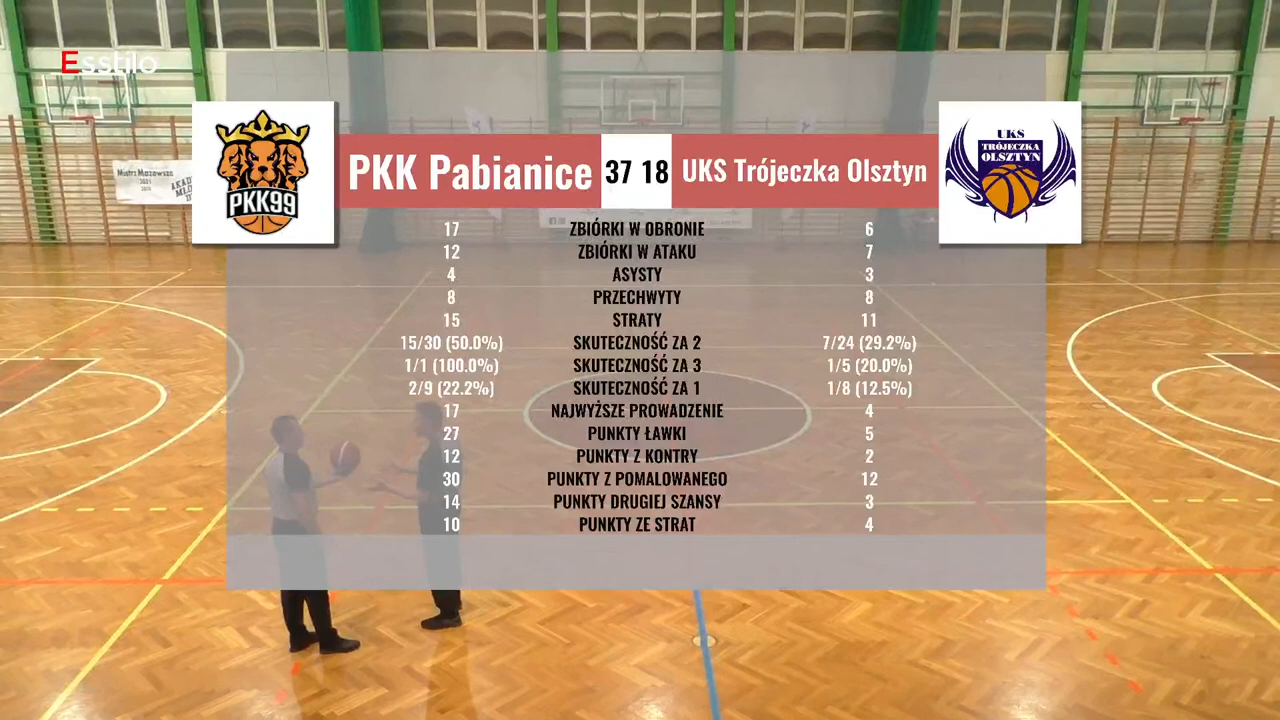 Esstilo
PKK99
PKK Pabianice 37 18 UKS Trójeczka Olsztyn
UKS
TRÓJECZKA
OLSZTYN
Mistrz Mazowsza
17 ZBIÓRKI W OBRONIE 6
12 ZBIÓRKI W ATAKU 7
4 ASYSTY 3
8 PRZECHWYTY 8
15 STRATY 11
15/30 (50.0%) SKUTECZNOŚĆ ZA 2 7/24 (29.2%)
1/1 (100.0%) SKUTECZNOŚĆ ZA 3 1/5 (20.0%)
2/9 (22.2%) SKUTECZNOŚĆ ZA 1 1/8 (12.5%)
17 NAJWYŻSZE PROWADZENIE 4
27 PUNKTY ŁAWKI 5
12 PUNKTY Z KONTRY 2
30 PUNKTY Z POMALOWANEGO 12
14 PUNKTY DRUGIEJ SZANSY 3
10 PUNKTY ZE STRAT 4